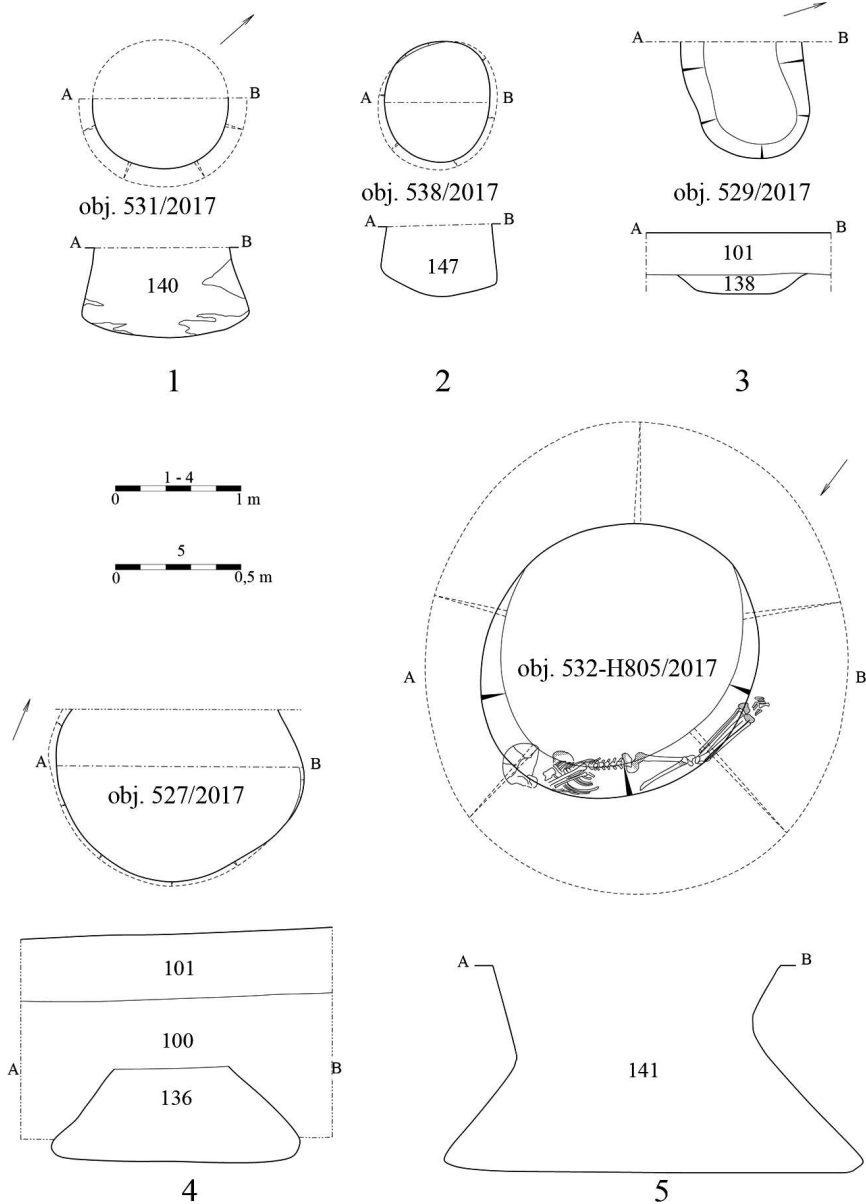 A B
obj. 531/2017
A B
140
1
A B
obj. 538/2017
A B
147
2
A B
obj. 529/2017
A B
101
138
3
1 - 4
0 1 m
5
0 0,5 m
A B
obj. 527/2017
101
100
A B
136
4
A B
obj. 532-H805/2017
A B
141
5